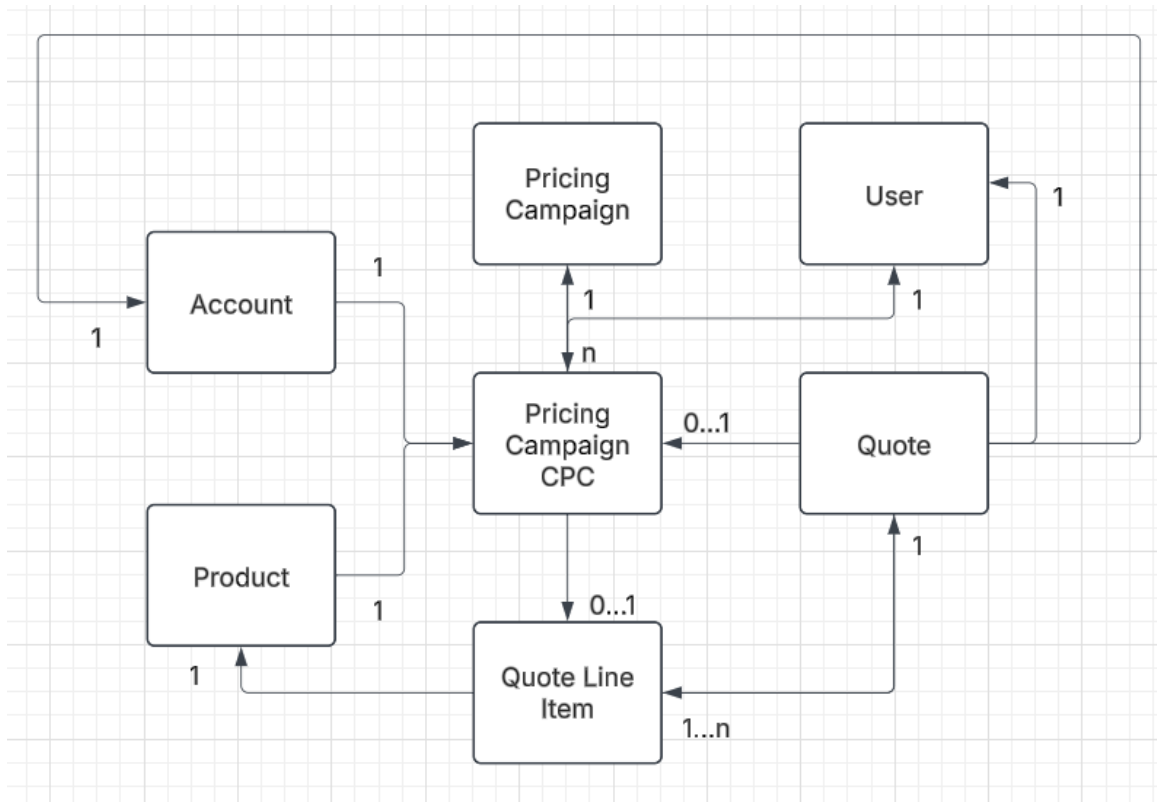 Pricing
Campaign
User
1
Account
1
1
1
1
n
Pricing
Campaign
CPC
0...1
Quote
Product
1
1
0...1
1
Quote Line
Item
1...n